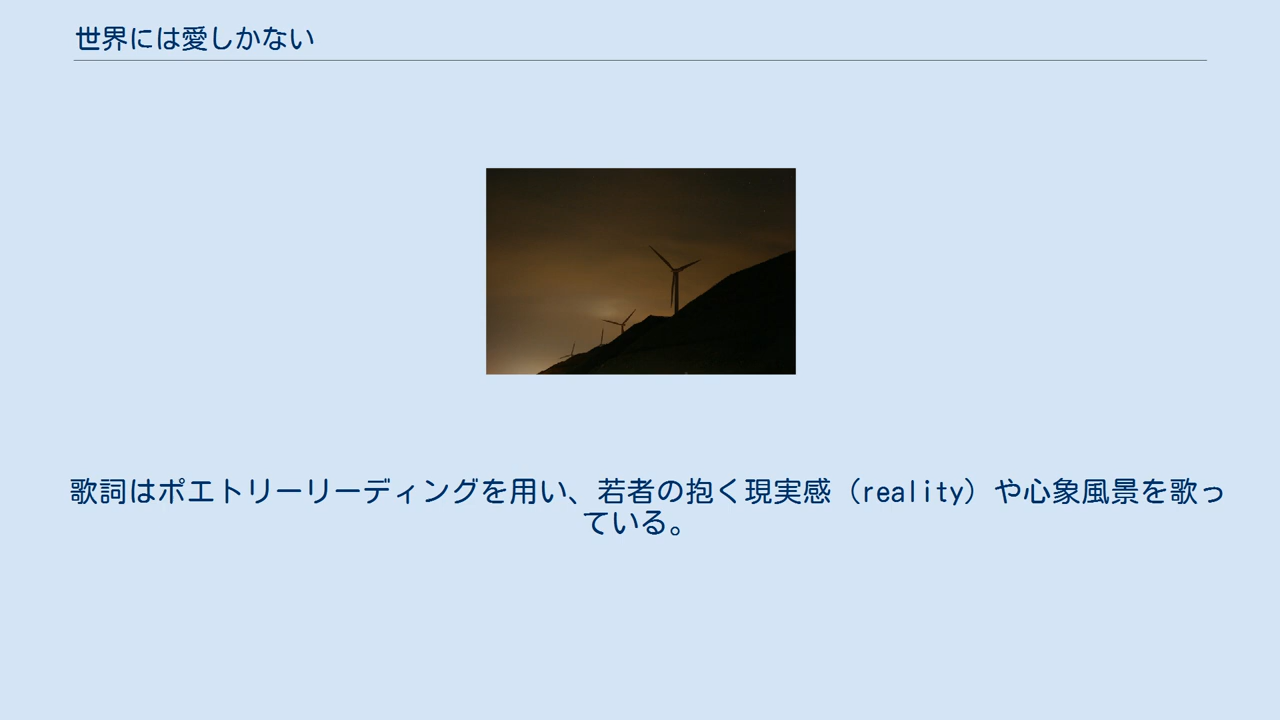 世界には愛しかない
歌詞はポエトリーリーディングを用い、若者の抱く現実感（reality）や心象風景を歌っ
ている。